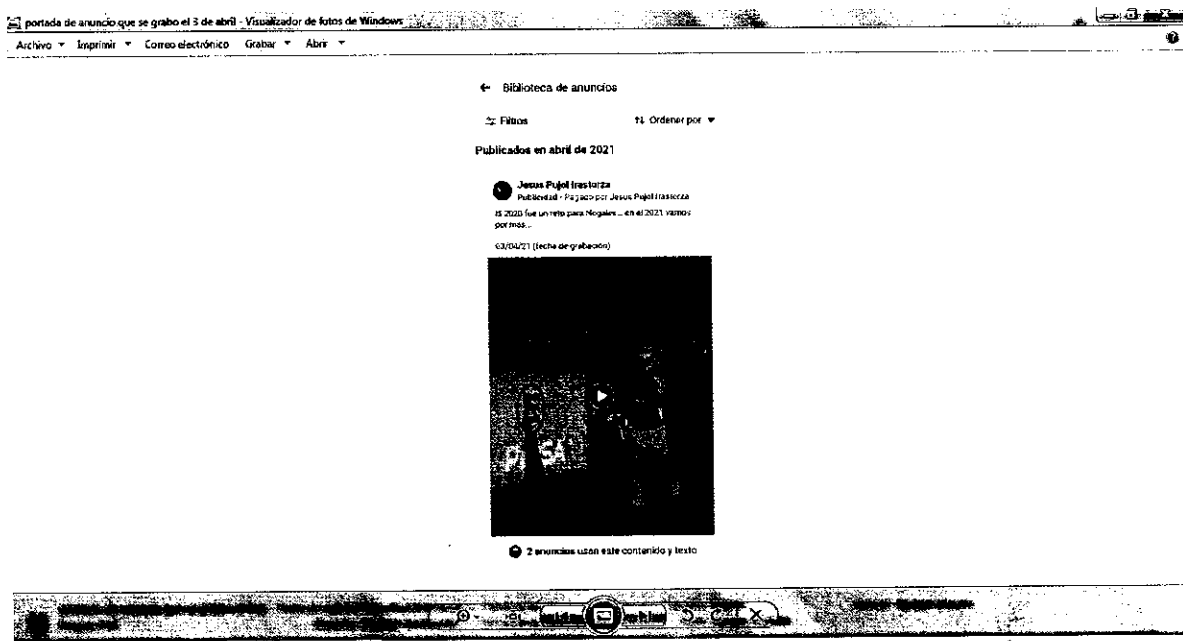 portada de anuncio que se grabo el 3 de abril - Visualizador de fotos de Windows
Archivo Imprimir Correo electrónico Grabar Abrir
Biblioteca de anuncios
Filtros Ordenar por
Publicados en abril de 2021
Jesus Pujol Irastorza
Publicidad · Pagado por Jesus Pujol Irastorza
2020 fue un reto para Nogales... en el 2021 vamos
por más...
03/04/21 (fecha de grabación)
2 anuncios usan este contenido y texto